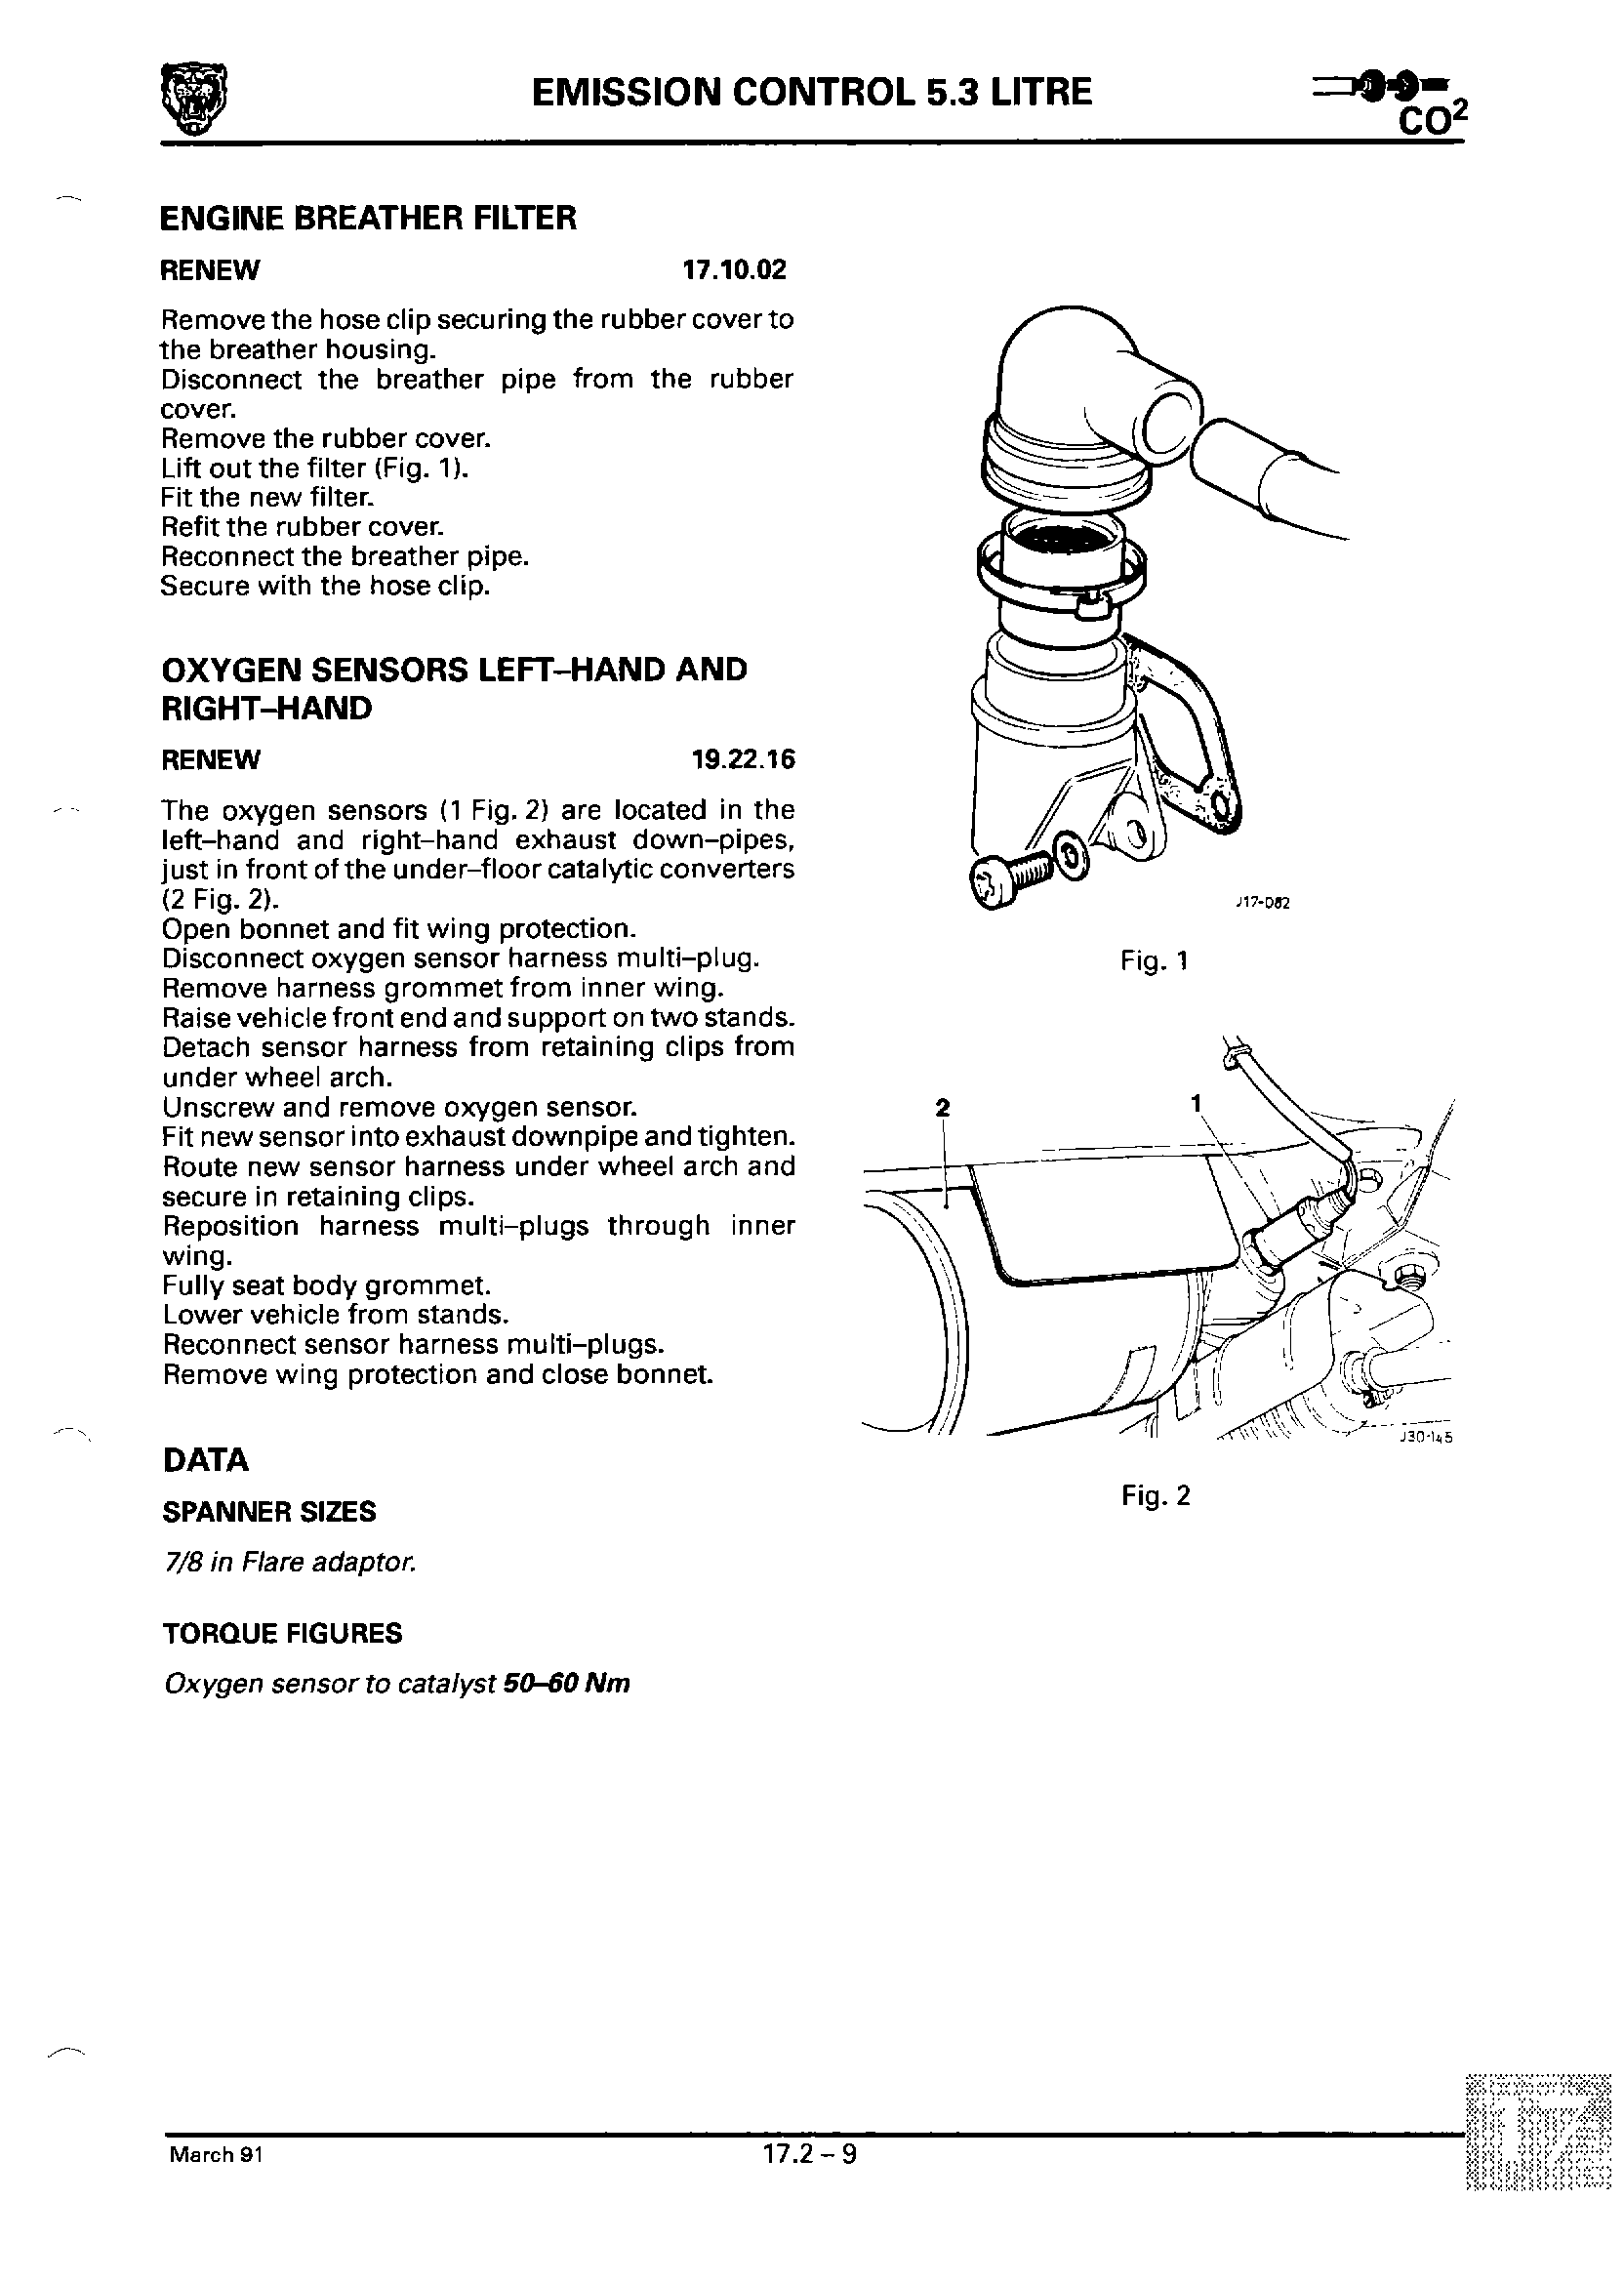 EMISSION CONTROL 5.3 LITRE
CO²
ENGINE BREATHER FILTER
RENEW 17.10.02
Remove the hose clip securing the rubber cover to
the breather housing.
Disconnect the breather pipe from the rubber
cover.
Remove the rubber cover.
Lift out the filter (Fig. 1).
Fit the new filter.
Refit the rubber cover.
Reconnect the breather pipe.
Secure with the hose clip.
OXYGEN SENSORS LEFT–HAND AND
RIGHT–HAND
RENEW 19.22.16
The oxygen sensors (1 Fig. 2) are located in the
left–hand and right–hand exhaust down–pipes,
just in front of the under–floor catalytic converters
(2 Fig. 2).
Open bonnet and fit wing protection.
Disconnect oxygen sensor harness multi–plug.
Remove harness grommet from inner wing.
Raise vehicle front end and support on two stands.
Detach sensor harness from retaining clips from
under wheel arch.
Unscrew and remove oxygen sensor.
Fit new sensor into exhaust downpipe and tighten.
Route new sensor harness under wheel arch and
secure in retaining clips.
Reposition harness multi–plugs through inner
wing.
Fully seat body grommet.
Lower vehicle from stands.
Reconnect sensor harness multi–plugs.
Remove wing protection and close bonnet.
DATA
SPANNER SIZES
7/8 in Flare adaptor.
TORQUE FIGURES
Oxygen sensor to catalyst 50–60 Nm
J17-082
Fig. 1
2
1
J30-145
Fig. 2
March 91
17.2 – 9
17